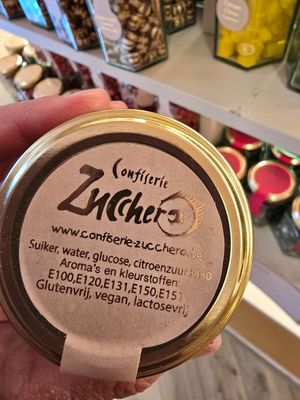 Confiserie
Zucchero
www.confiserie-zucchero.be
Suiker, water, glucose, citroenzuur E330
Aroma's en kleurstoffen:
E100,E120,E131,E150,E151
Glutenvrij, vegan, lactosevrij